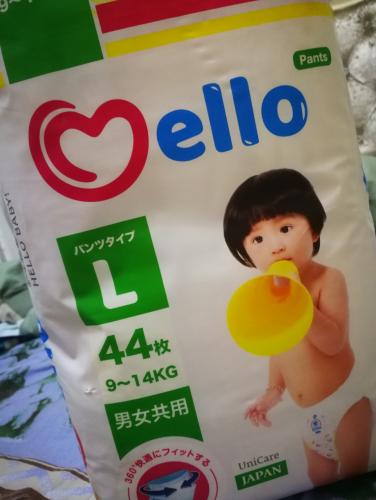 Pants
ello
HELLO BABY!
パンツタイプ
L
44枚
9~14KG
男女共用
360°快適にフィットする
UniCare
JAPAN